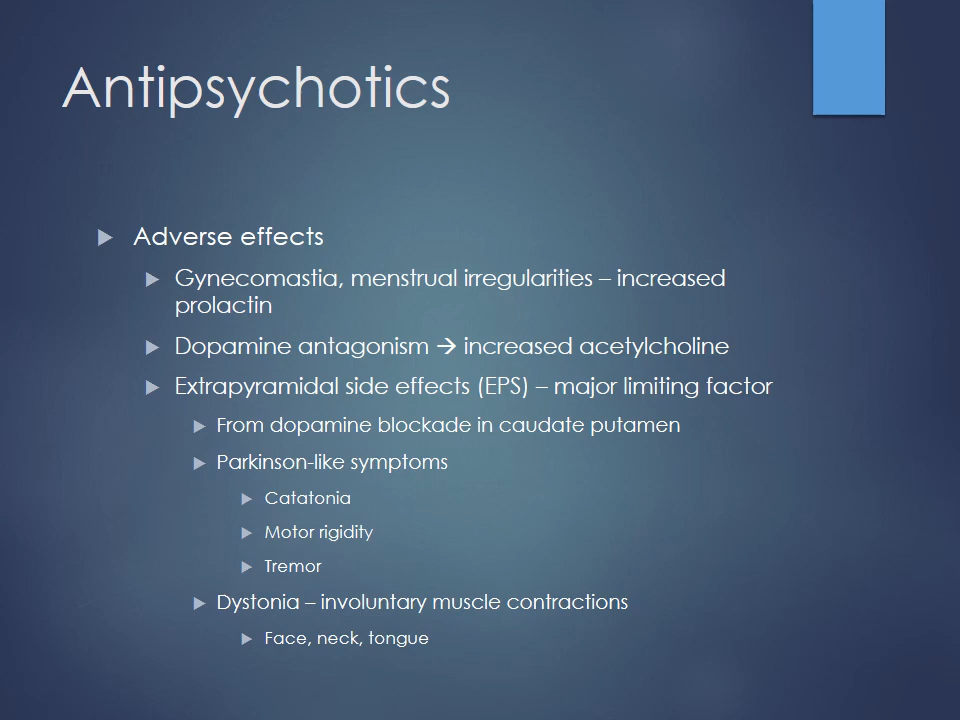 Antipsychotics
Adverse effects
Gynecomastia, menstrual irregularities – increased
prolactin
Dopamine antagonism → increased acetylcholine
Extrapyramidal side effects (EPS) – major limiting factor
From dopamine blockade in caudate putamen
Parkinson-like symptoms
Catatonia
Motor rigidity
Tremor
Dystonia – involuntary muscle contractions
Face, neck, tongue